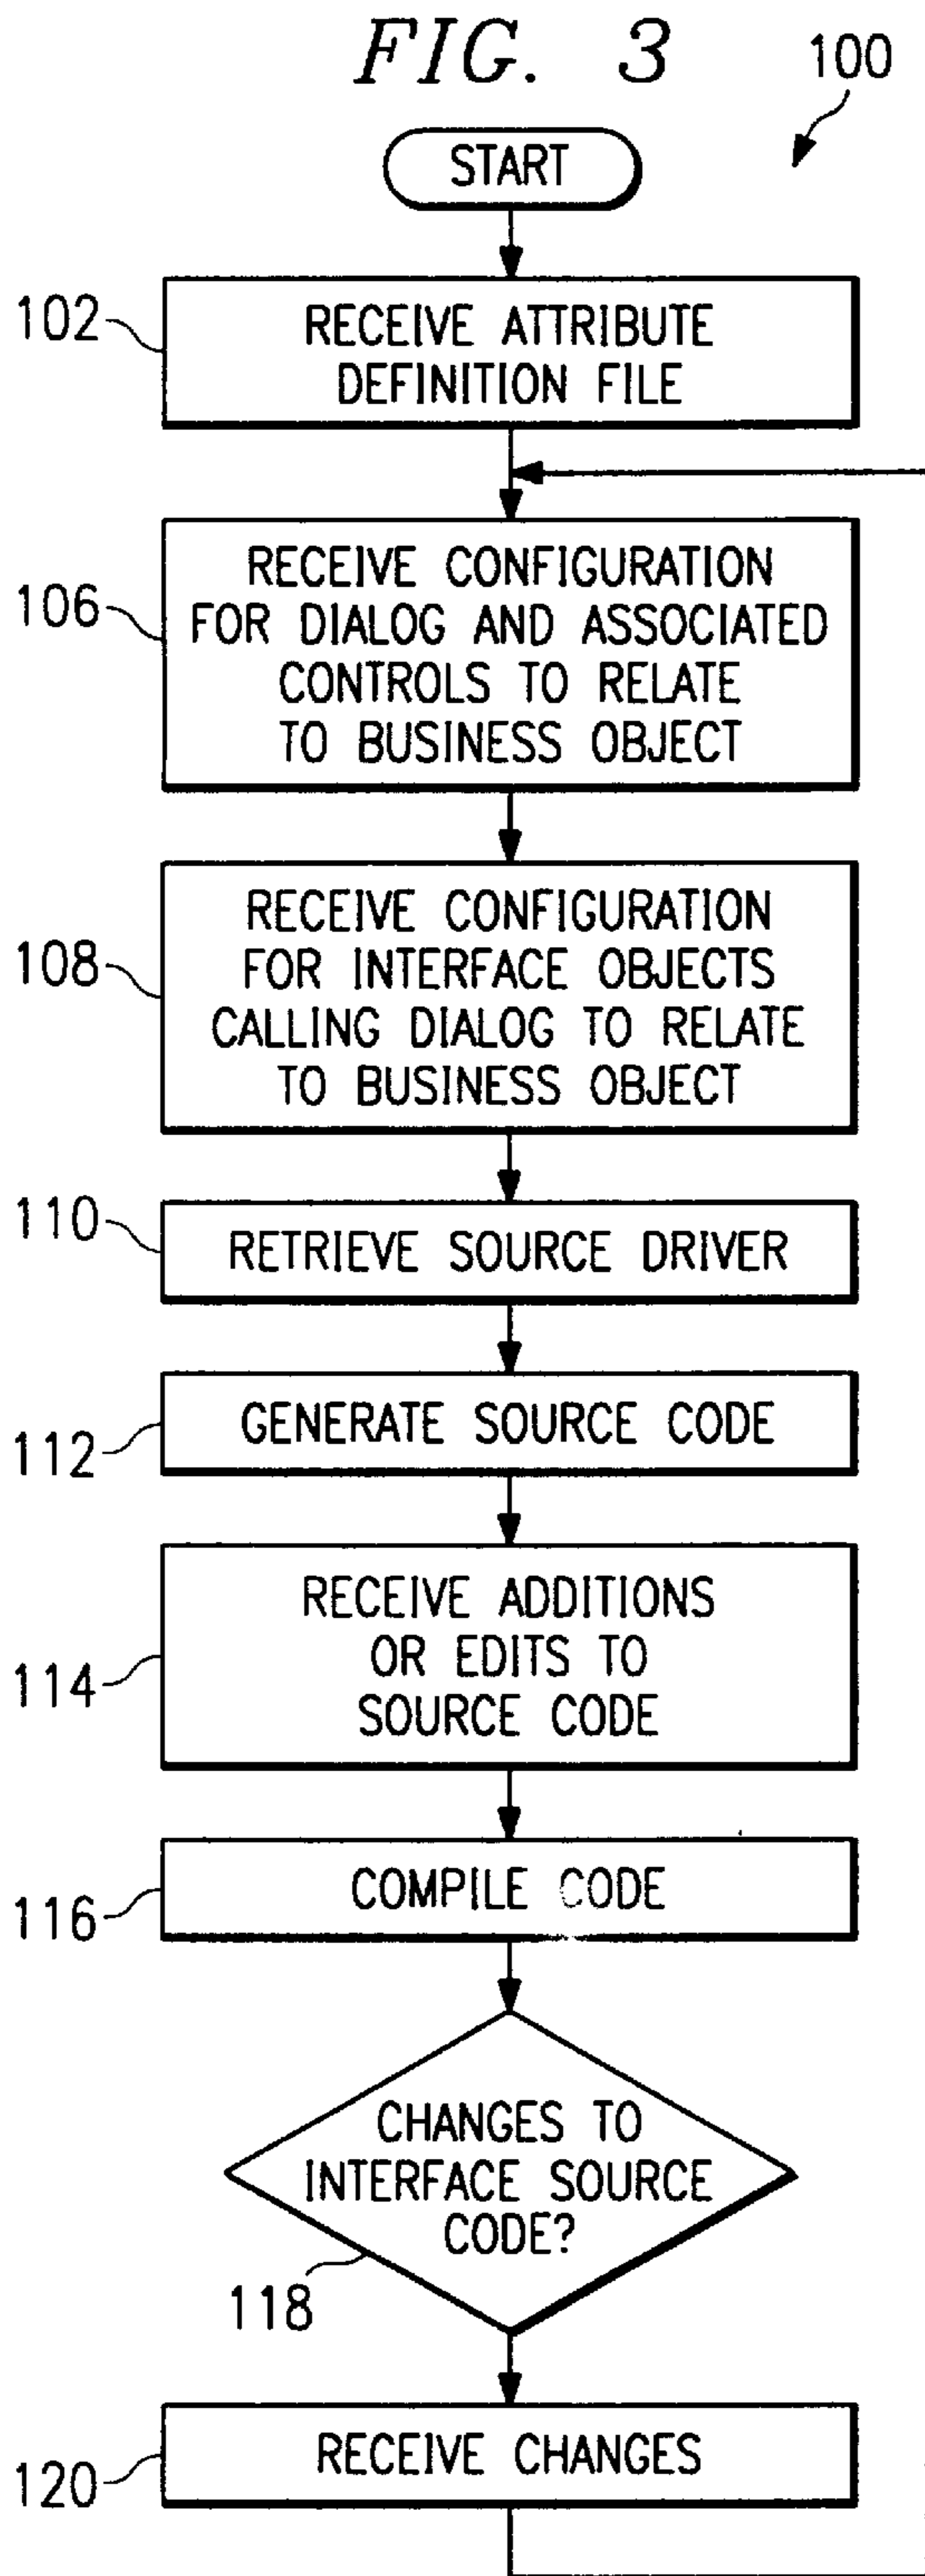 FIG. 3
100
START
102
RECEIVE ATTRIBUTE
DEFINITION FILE
106
RECEIVE CONFIGURATION
FOR DIALOG AND ASSOCIATED
CONTROLS TO RELATE
TO BUSINESS OBJECT
108
RECEIVE CONFIGURATION
FOR INTERFACE OBJECTS
CALLING DIALOG TO RELATE
TO BUSINESS OBJECT
110
RETRIEVE SOURCE DRIVER
112
GENERATE SOURCE CODE
114
RECEIVE ADDITIONS
OR EDITS TO
SOURCE CODE
116
COMPILE CODE
CHANGES TO
INTERFACE SOURCE
CODE?
118
120
RECEIVE CHANGES